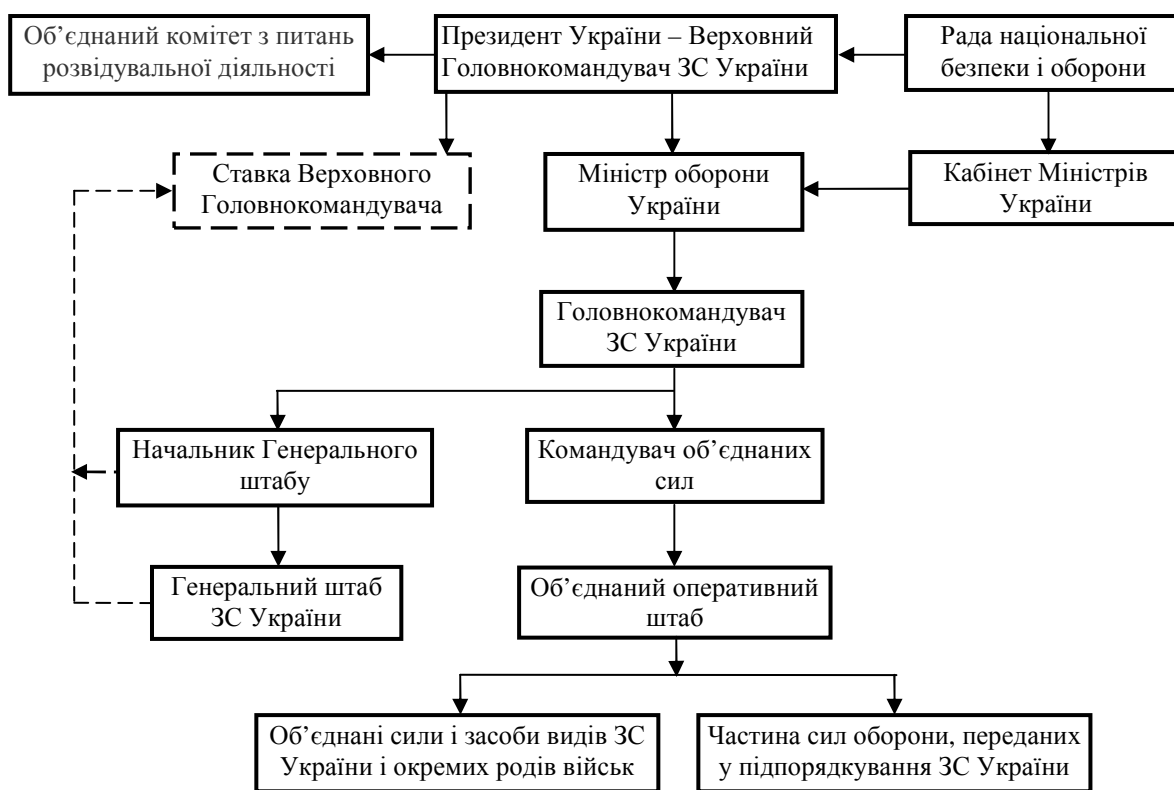 Об’єднаний комітет з питань
розвідувальної діяльності
Президент України – Верховний
Головнокомандувач ЗС України
Рада національної
безпеки і оборони
Ставка Верховного
Головнокомандувача
Міністр оборони
України
Кабінет Міністрів
України
Головнокомандувач
ЗС України
Начальник Генерального
штабу
Командувач об’єднаних
сил
Генеральний штаб
ЗС України
Об’єднаний оперативний
штаб
Об’єднані сили і засоби видів ЗС
України і окремих родів військ
Частина сил оборони, переданих
у підпорядкування ЗС України